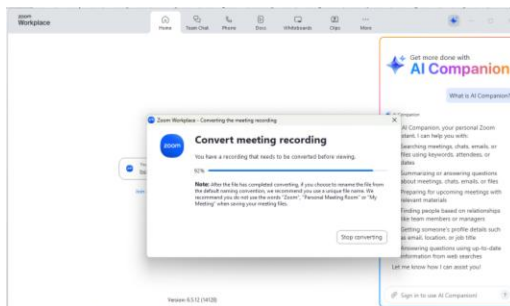 zoom
Workplace
Home
Team Chat
Phone
Docs
Whiteboards
Clips
More
Get more done with
AI Companion
What is AI Companion?
AI Companion, your personal Zoom
I can help you with:
Searching meetings, chats, emails, or
files using keywords, attendees, or
dates
Summarizing or answering questions
about meetings, chats, emails, or files
Preparing for upcoming meetings with
relevant materials
Finding people based on relationships
like team members or managers
Getting someone's profile details such
as email, location, or job title
Answering questions using up-to-date
information from web searches
Let me know how I can assist you!
Sign in to use AI Companion!
Zoom Workplace - Converting the meeting recording
zoom
Convert meeting recording
You have a recording that needs to be converted before viewing.
92%
Note: After the file has completed converting, if you choose to rename the file from
the default naming convention, we recommend you use a unique file name. We
recommend you do not use the words "Zoom", "Personal Meeting Room" or "My
Meeting" when saving your meeting files.
Stop converting